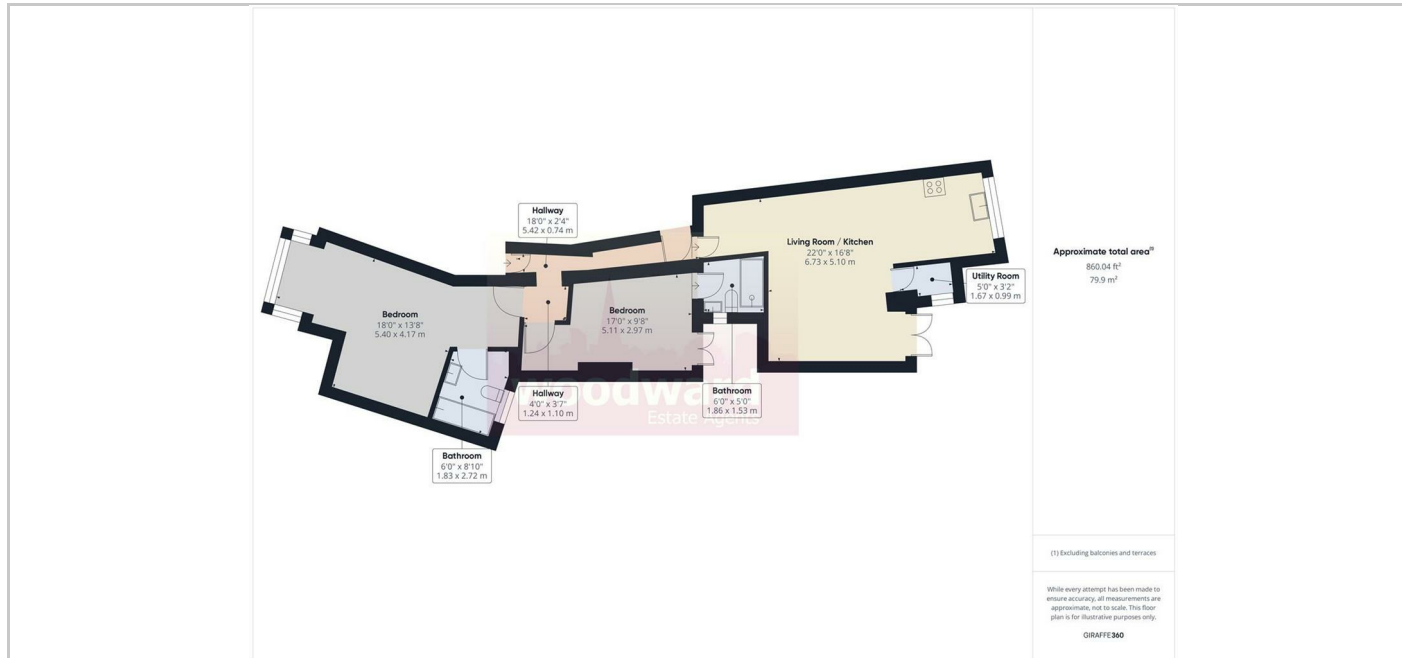 Hallway
18'0" x 2'4"
5.42 x 0.74 m
Living Room / Kitchen
22'0" x 16'8"
6.73 x 5.10 m
Utility Room
5'0" x 3'2"
1.67 x 0.99 m
Bedroom
18'0" x 13'8"
5.40 x 4.17 m
Bedroom
17'0" x 9'8"
5.11 x 2.97 m
Hallway
4'0" x 3'7"
1.24 x 1.10 m
Bathroom
6'0" x 5'0"
1.86 x 1.53 m
woodward
Estate Agents
Bathroom
6'0" x 8'10"
1.83 x 2.72 m
Approximate total area(1)
860.04 ft²
79.9 m²
(1) Excluding balconies and terraces
While every attempt has been made to
ensure accuracy, all measurements are
approximate, not to scale. This floor
plan is for illustrative purposes only.
GIRAFFE360